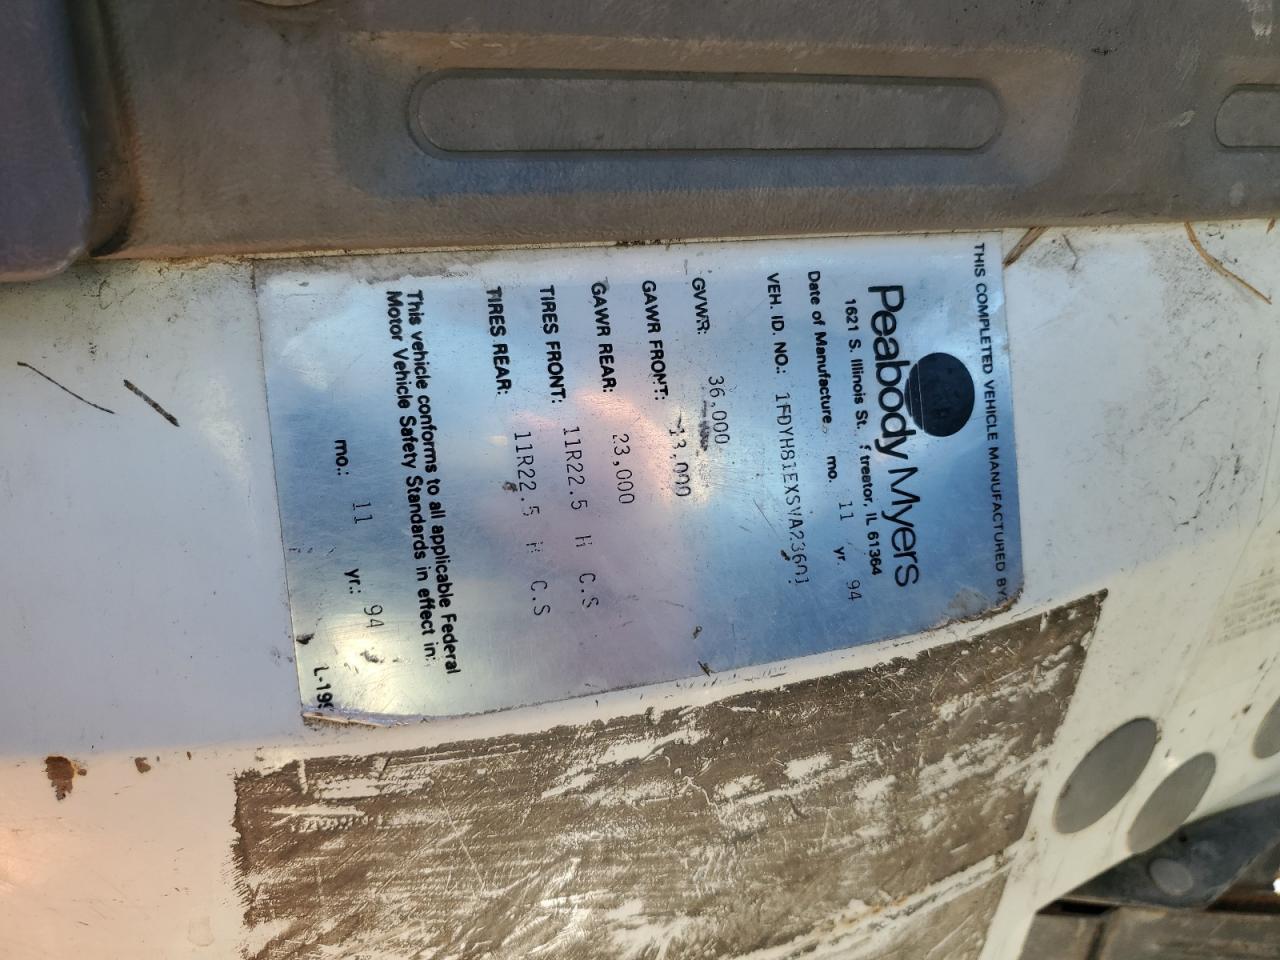 THIS COMPLETED VEHICLE MANUFACTURED BY:
Peabody Myers
1621 S. Illinois St. Streator, IL 61364
Date of Manufacture mo. 11 yr. 94
VEH. ID. NO.: 1FDYH81EXSVA23601
GVWR: 36,000
GAWR FRONT: 13,000
GAWR REAR: 23,000
TIRES FRONT: 11R22.5 H C.S
TIRES REAR: 11R22.5 H C.S
This vehicle conforms to all applicable Federal
Motor Vehicle Safety Standards in effect in:
mo.: 11 yr.: 94